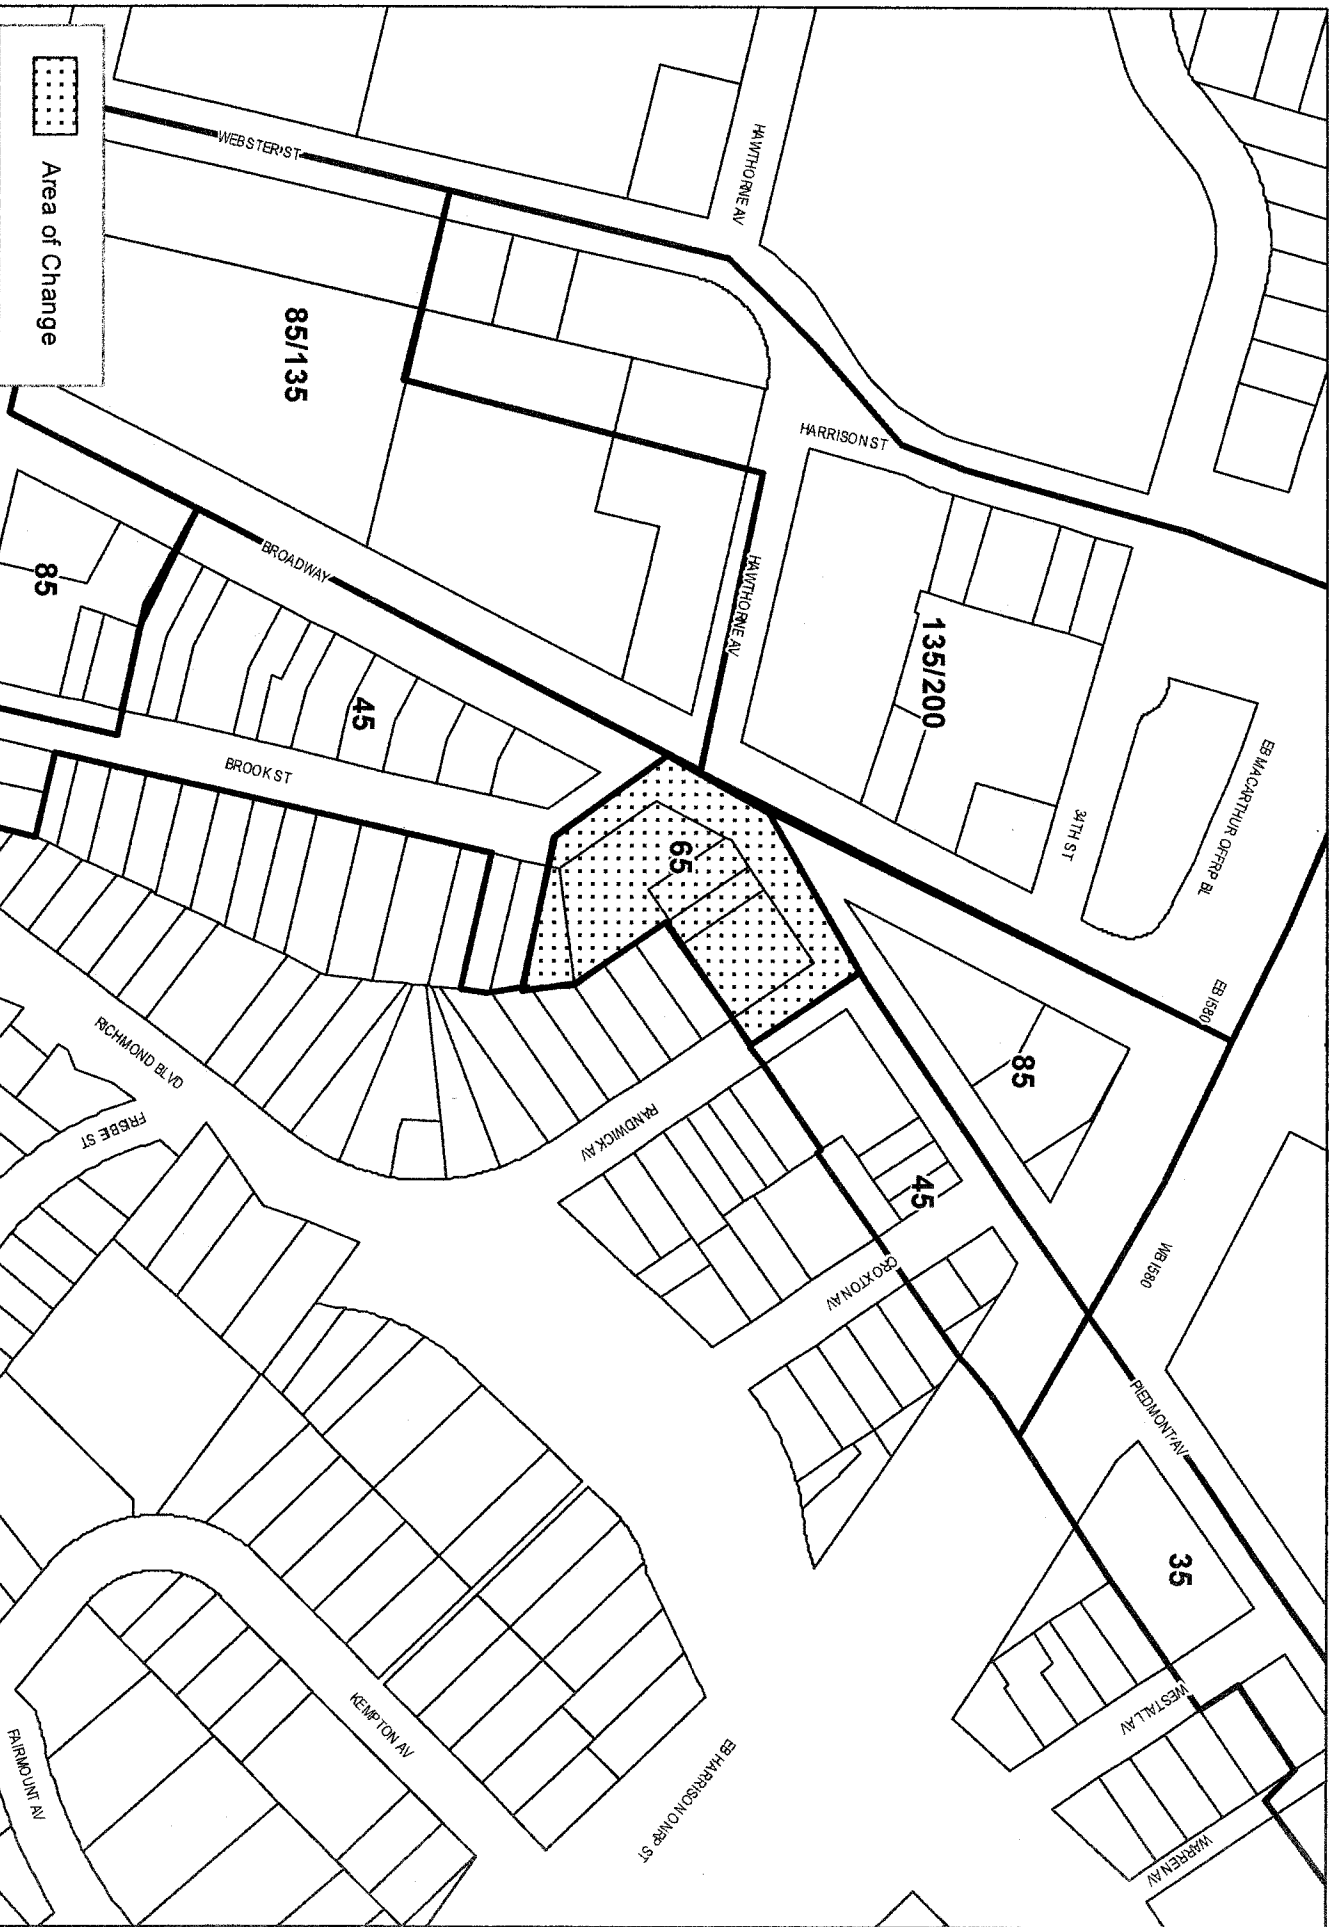 Area of Change
WEBSTER ST
HAWTHORNE AV
85/135
HARRISON ST
HAWTHORNE AV
135/200
EB MACARTHUR OFFRP BL
34TH ST
BROADWAY
85
45
BROOK ST
65
EB I580
85
RICHMOND BLVD
FRISBIE ST
RANDWICK AV
45
CROXTON AV
WB I580
PIEDMONT AV
35
WESTALL AV
WARREN AV
KEMPTON AV
FAIRMOUNT AV
EB HARRISON ONRP ST